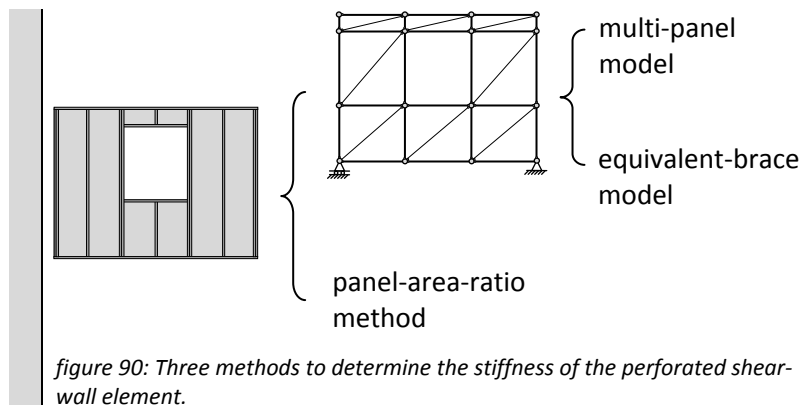 multi-panel
model
equivalent-brace
model
panel-area-ratio
method
figure 90: Three methods to determine the stiffness of the perforated shear-
wall element.